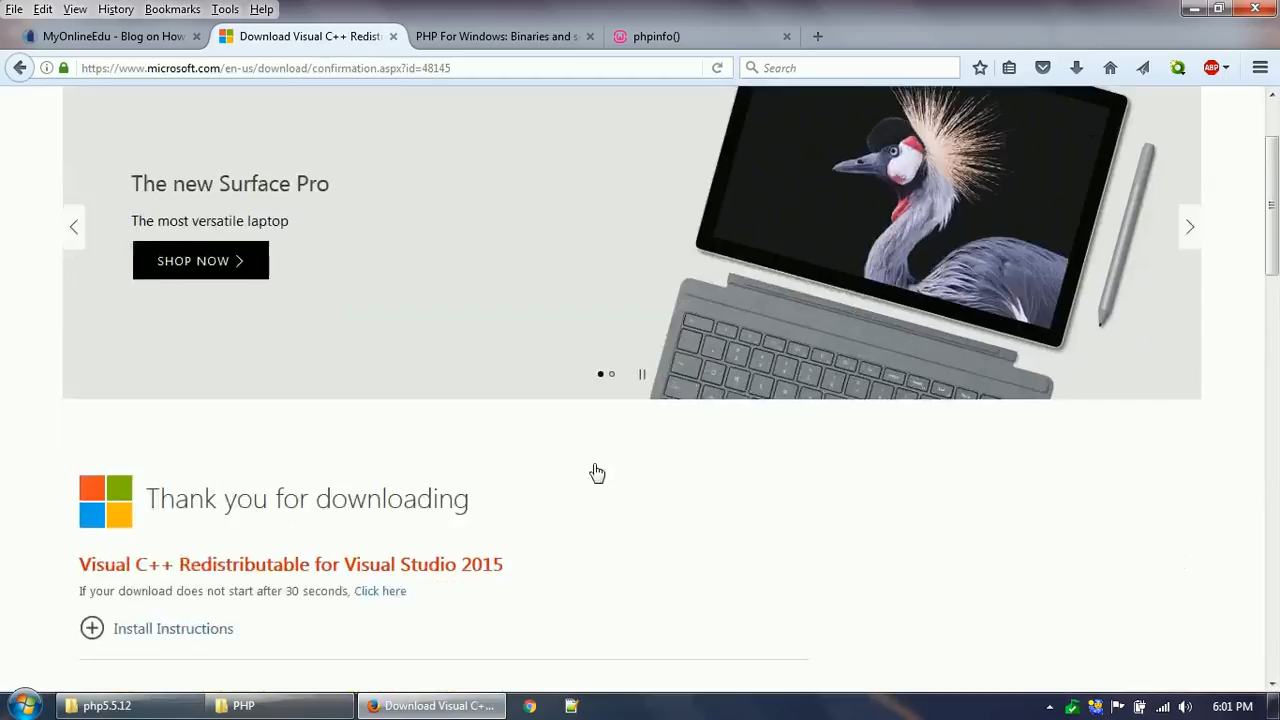 File Edit View History Bookmarks Tools Help
MyOnlineEdu - Blog on How
Download Visual C++ Redist
PHP For Windows: Binaries and s
phpinfo()
https://www.microsoft.com/en-us/download/confirmation.aspx?id=48145
Search
ABP
The new Surface Pro
The most versatile laptop
SHOP NOW
Thank you for downloading
Visual C++ Redistributable for Visual Studio 2015
If your download does not start after 30 seconds, Click here
Install Instructions
php5.5.12
PHP
Download Visual C+...
6:01 PM